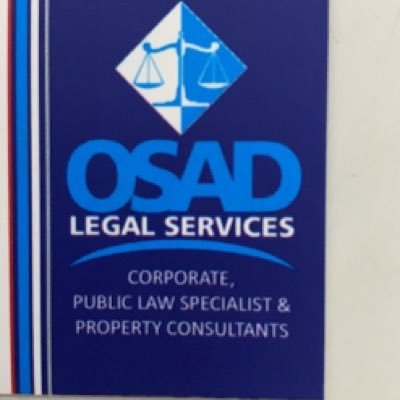 OSAD
LEGAL SERVICES
CORPORATE,
PUBLIC LAW SPECIALIST &
PROPERTY CONSULTANTS